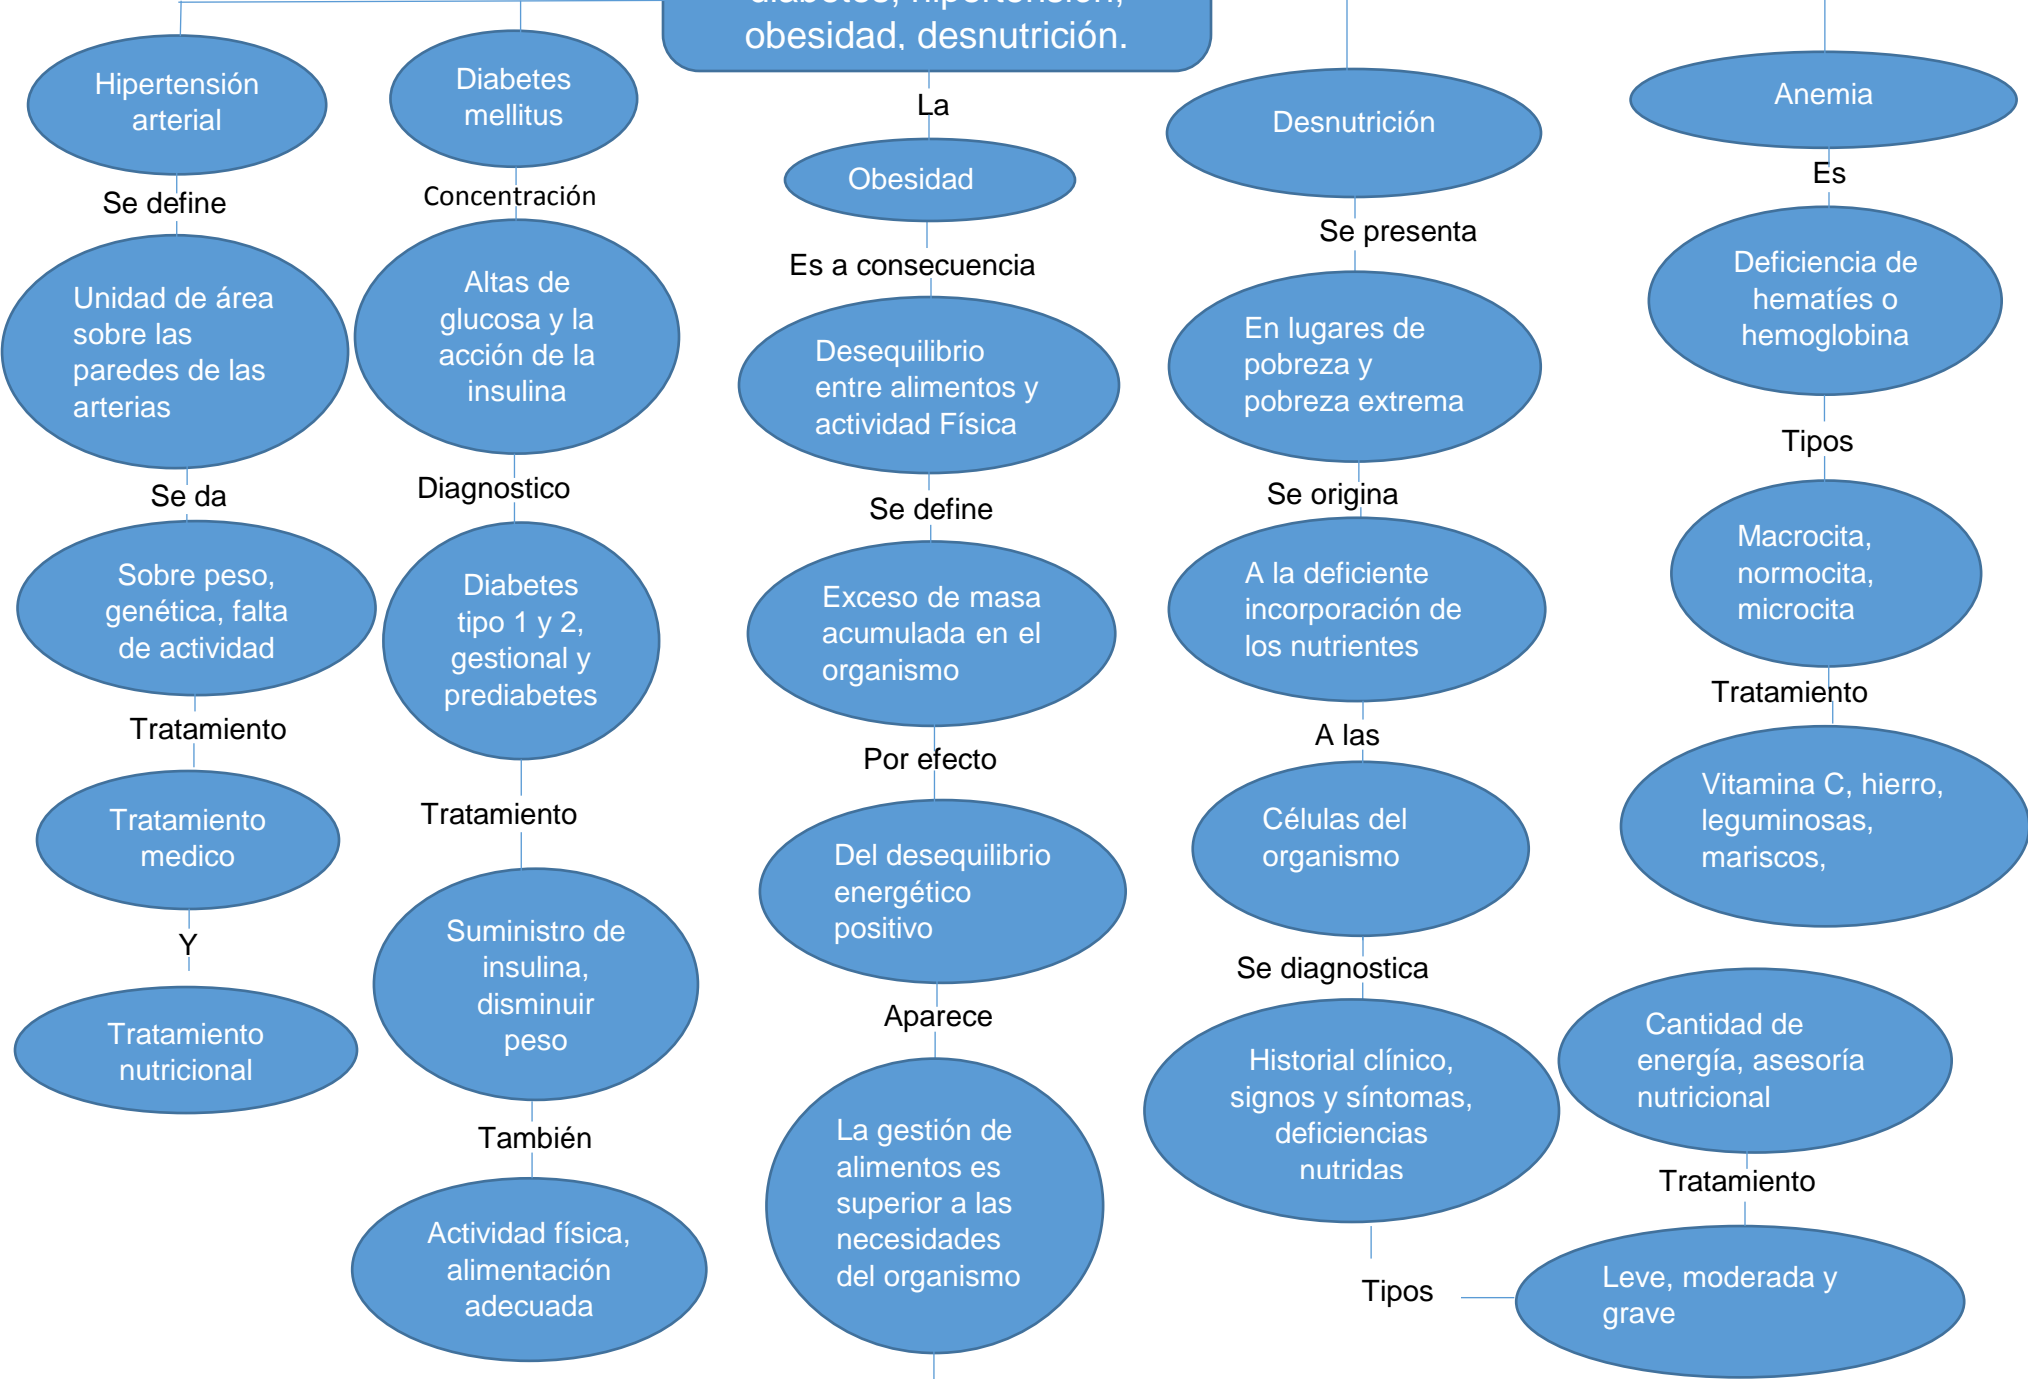 diabetes, hipertensión,
obesidad, desnutrición.
Hipertensión
arterial
Se define
Unidad de área
sobre las
paredes de las
arterias
Se da
Sobre peso,
genética, falta
de actividad
Tratamiento
Tratamiento
medico
Y
Tratamiento
nutricional
Diabetes
mellitus
Concentración
Altas de
glucosa y la
acción de la
insulina
Diagnostico
Diabetes
tipo 1 y 2,
gestional y
prediabetes
Tratamiento
Suministro de
insulina,
disminuir
peso
También
Actividad física,
alimentación
adecuada
La
Obesidad
Es a consecuencia
Desequilibrio
entre alimentos y
actividad Física
Se define
Exceso de masa
acumulada en el
organismo
Por efecto
Del desequilibrio
energético
positivo
Aparece
La gestión de
alimentos es
superior a las
necesidades
del organismo
Desnutrición
Se presenta
En lugares de
pobreza y
pobreza extrema
Se origina
A la deficiente
incorporación de
los nutrientes
A las
Células del
organismo
Se diagnostica
Historial clínico,
signos y síntomas,
deficiencias
nutridas
Tipos
Leve, moderada y
grave
Tratamiento
Cantidad de
energía, asesoría
nutricional
Anemia
Es
Deficiencia de
hematíes o
hemoglobina
Tipos
Macrocita,
normocita,
microcita
Tratamiento
Vitamina C, hierro,
leguminosas,
mariscos,